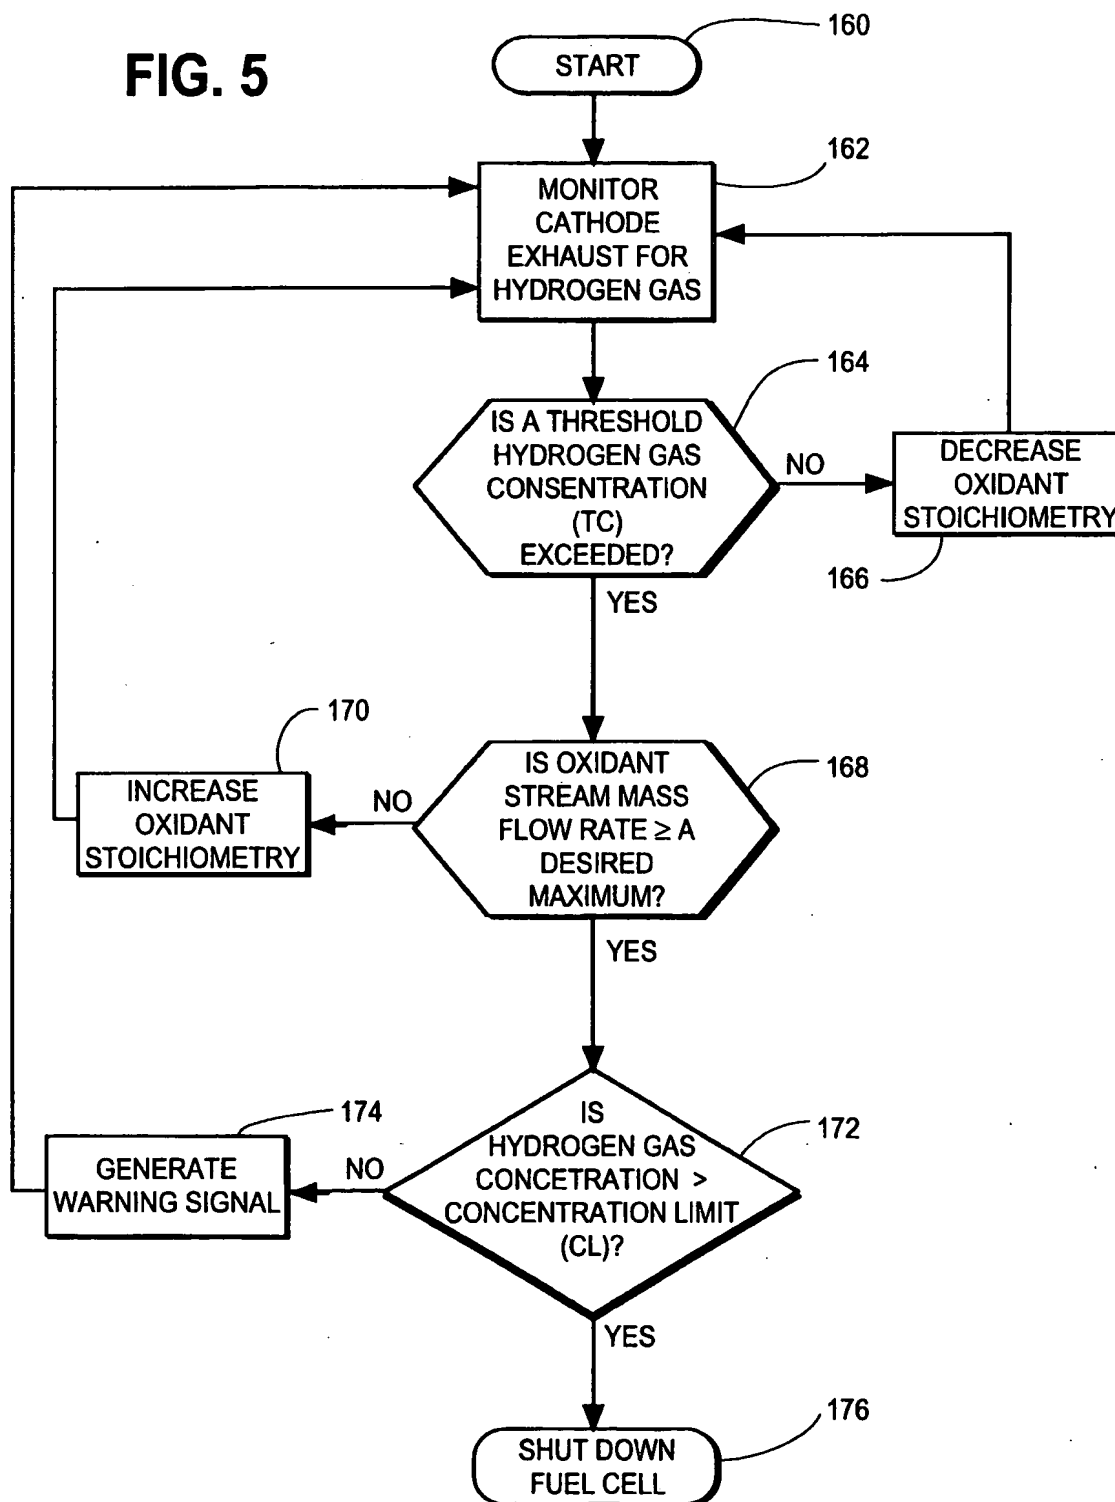 FIG. 5
160
START
162
MONITOR
CATHODE
EXHAUST FOR
HYDROGEN GAS
164
IS A THRESHOLD
HYDROGEN GAS
CONSENTRATION
(TC)
EXCEEDED?
NO
DECREASE
OXIDANT
STOICHIOMETRY
166
YES
168
IS OXIDANT
STREAM MASS
FLOW RATE ≥ A
DESIRED
MAXIMUM?
NO
170
INCREASE
OXIDANT
STOICHIOMETRY
YES
172
IS
HYDROGEN GAS
CONCETRATION >
CONCENTRATION LIMIT
(CL)?
NO
174
GENERATE
WARNING SIGNAL
YES
176
SHUT DOWN
FUEL CELL